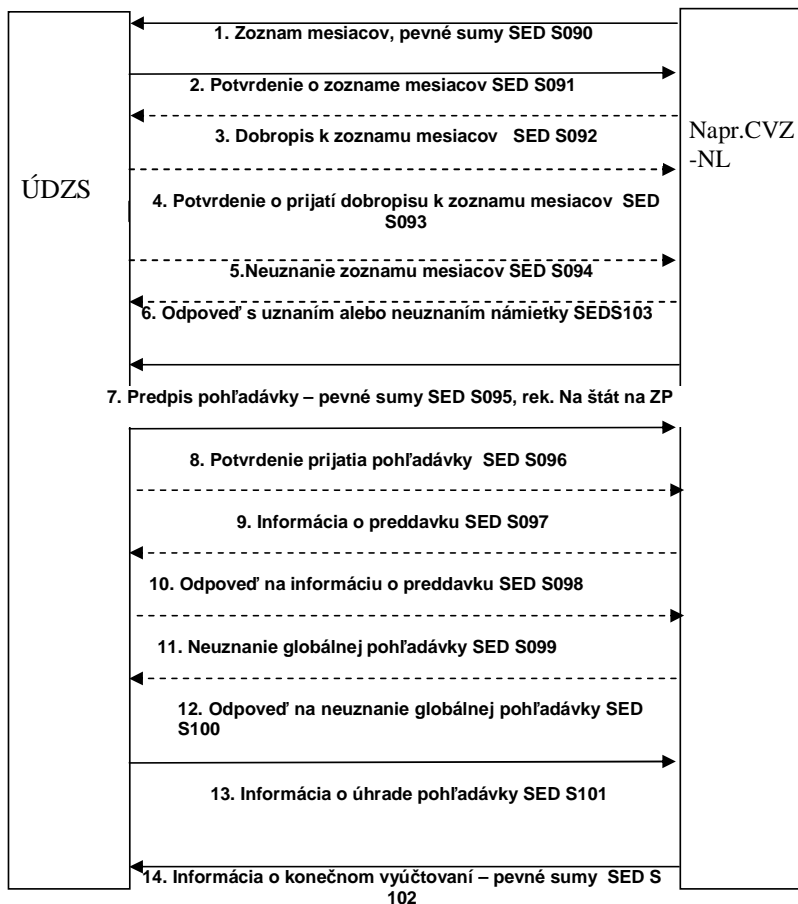 1. Zoznam mesiacov, pevné sumy SED S090
2. Potvrdenie o zozname mesiacov SED S091
3. Dobropis k zoznamu mesiacov SED S092
Napr.CVZ
-NL
ÚDZS
4. Potvrdenie o prijatí dobropisu k zoznamu mesiacov SED
S093
5.Neuznanie zoznamu mesiacov SED S094
6. Odpoveď s uznaním alebo neuznaním námietky SEDS103
7. Predpis pohľadávky – pevné sumy SED S095, rek. Na štát na ZP
8. Potvrdenie prijatia pohľadávky SED S096
9. Informácia o preddavku SED S097
10. Odpoveď na informáciu o preddavku SED S098
11. Neuznanie globálnej pohľadávky SED S099
12. Odpoveď na neuznanie globálnej pohľadávky SED
S100
13. Informácia o úhrade pohľadávky SED S101
14. Informácia o konečnom vyúčtovaní – pevné sumy SED S
102